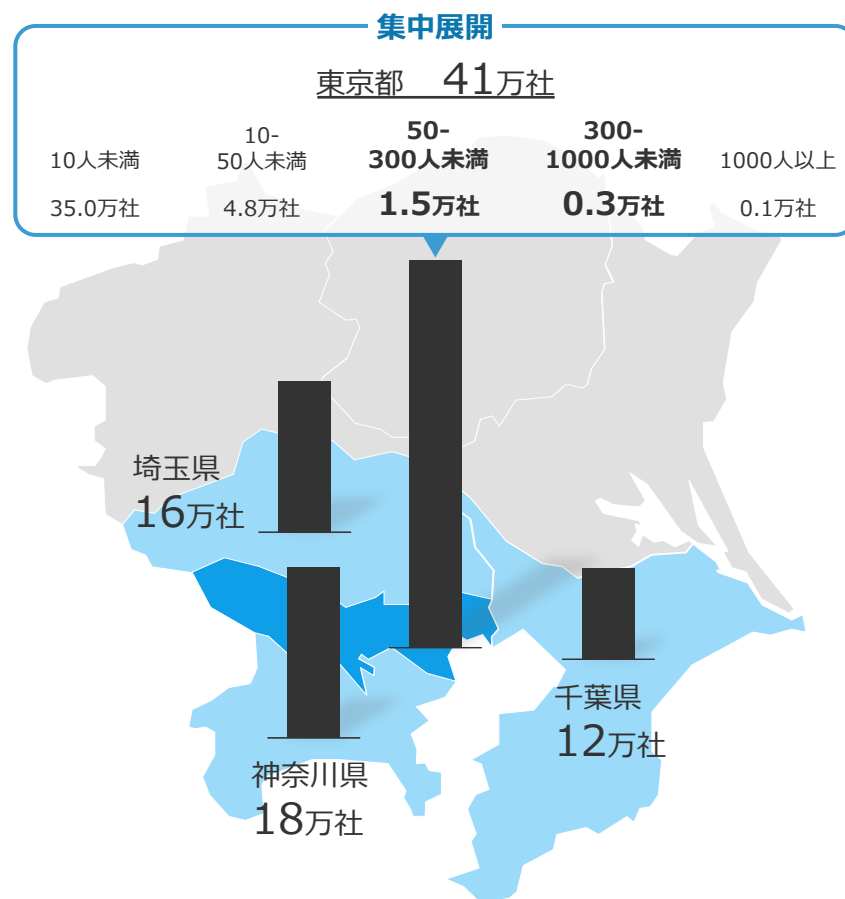 集中展開
東京都 41万社
10人未満
10-
50人未満
50-
300人未満
300-
1000人未満
1000人以上
35.0万社
4.8万社
1.5万社
0.3万社
0.1万社
埼玉県
16万社
千葉県
12万社
神奈川県
18万社